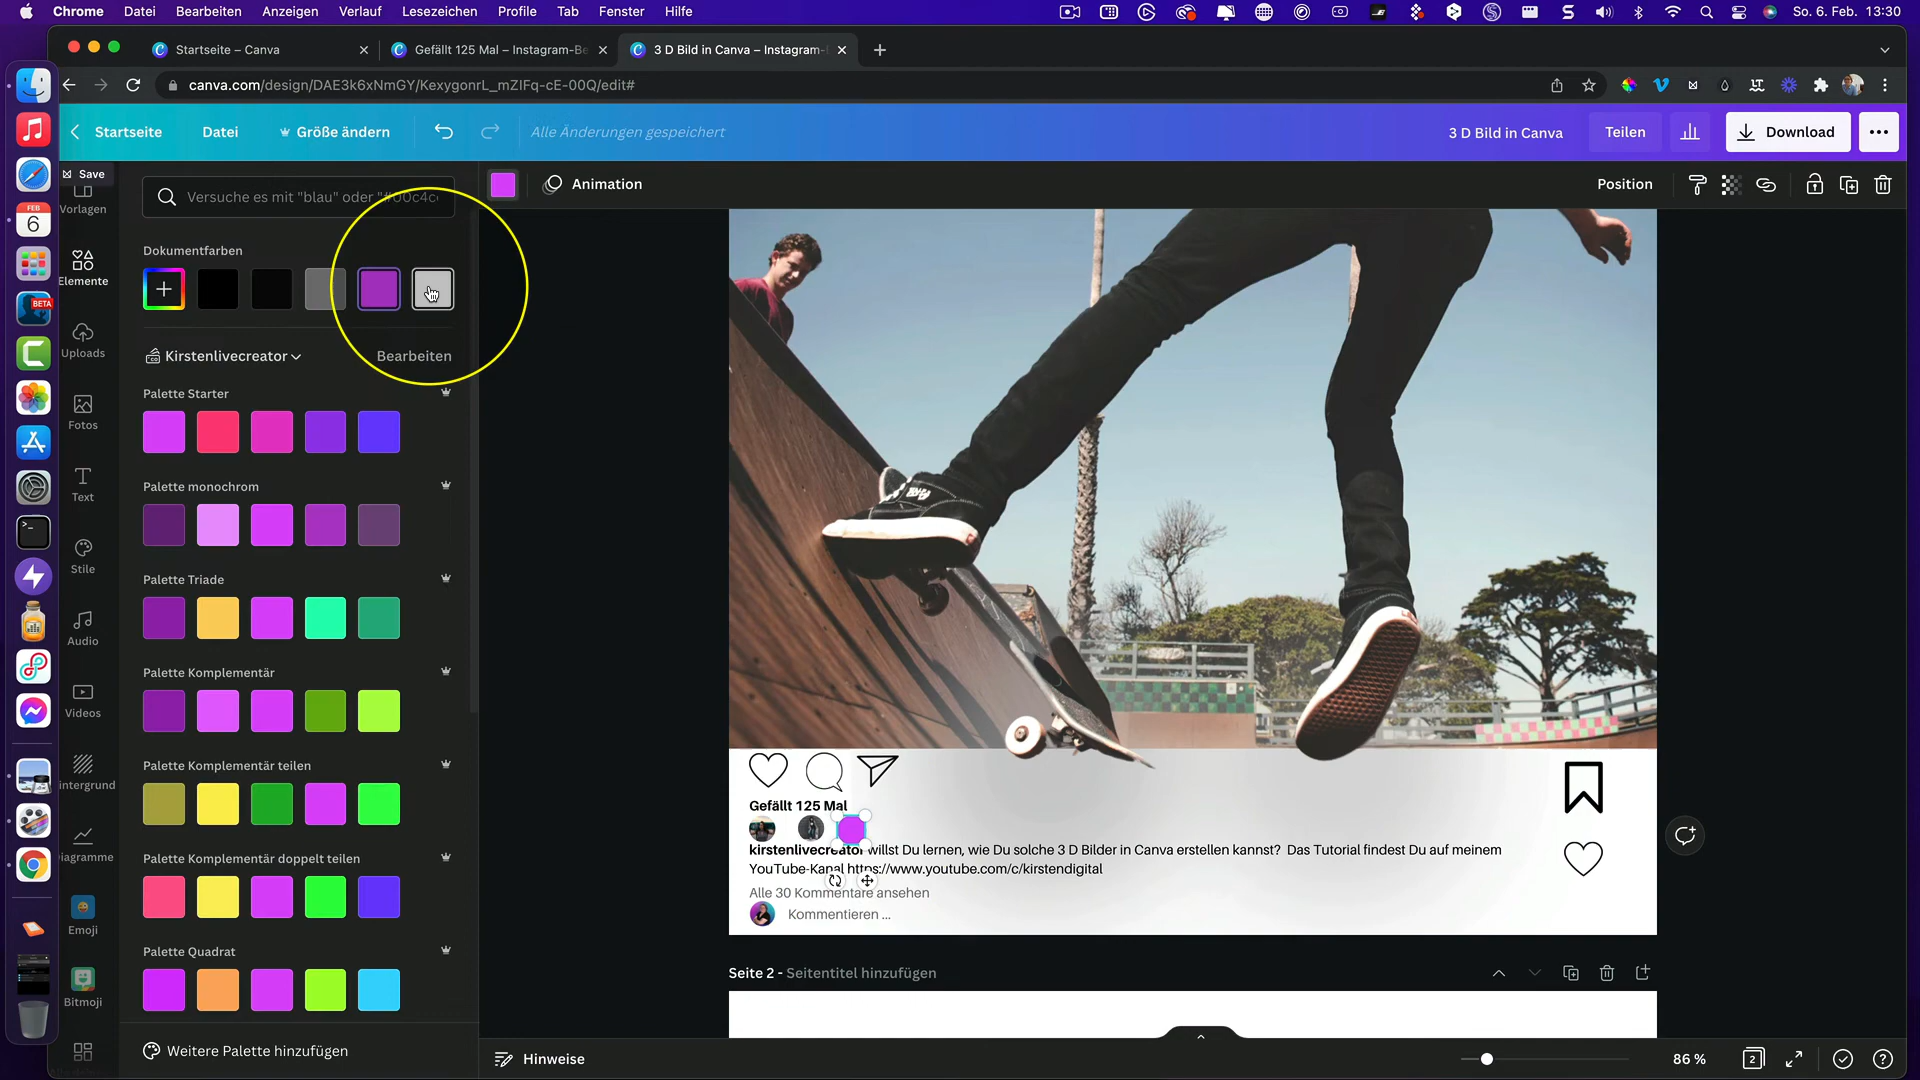 Chrome Datei Bearbeiten Anzeigen Verlauf Lesezeichen Profile Tab Fenster Hilfe So. 6. Feb. 13:30
Startseite – Canva Gefällt 125 Mal – Instagram-Be 3 D Bild in Canva – Instagram-
canva.com/design/DAE3k6xNmGY/KexygonrL_mZIFq-cE-00Q/edit#
Startseite Datei Größe ändern Alle Änderungen gespeichert 3 D Bild in Canva Teilen Download
Save
Vorlagen
Elemente
Uploads
Fotos
Text
Stile
Audio
Videos
intergrund
iagramme
Emoji
Bitmoji
FEB
6
BETA
Versuche es mit "blau" oder "#00c4c
Animation Position
Dokumentfarben
Kirstenlivecreator Bearbeiten
Palette Starter
Palette monochrom
Palette Triade
Palette Komplementär
Palette Komplementär teilen
Palette Komplementär doppelt teilen
Palette Quadrat
Weitere Palette hinzufügen
Gefällt 125 Mal
kirstenlivecreator willst Du lernen, wie Du solche 3 D Bilder in Canva erstellen kannst? Das Tutorial findest Du auf meinem
YouTube-Kanal https://www.youtube.com/c/kirstendigital
Alle 30 Kommentare ansehen
Kommentieren ...
Seite 2 - Seitentitel hinzufügen
Hinweise 86 % 2